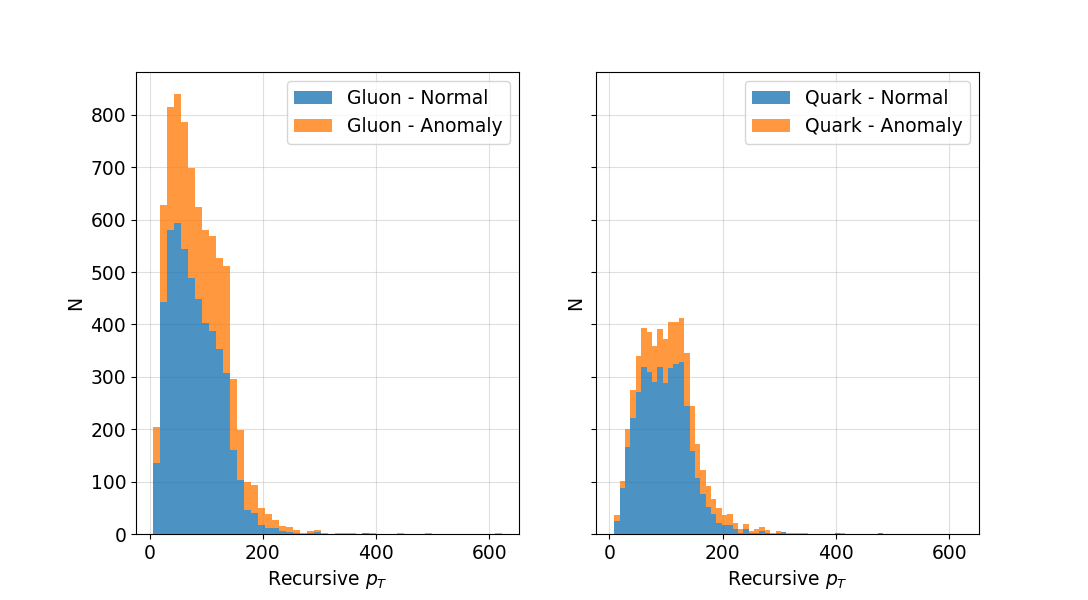 Gluon - Normal
Gluon - Anomaly
800
700
600
500
400
300
200
100
0
N
0 200 400 600
Recursive p_T
Quark - Normal
Quark - Anomaly
N
0 200 400 600
Recursive p_T